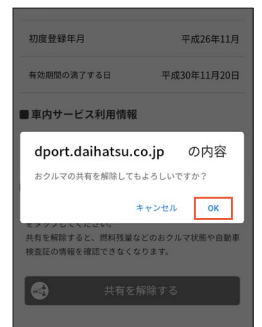 初度登録年月 平成26年11月
有効期間の満了する日 平成30年11月20日
■車内サービス利用情報
dport.daihatsu.co.jp の内容
おクルマの共有を解除してもよろしいですか？
キャンセル OK
をタップしてください。
共有を解除すると、燃料残量などのおクルマ状態や自動車
検査証の情報を確認できなくなります。
共有を解除する